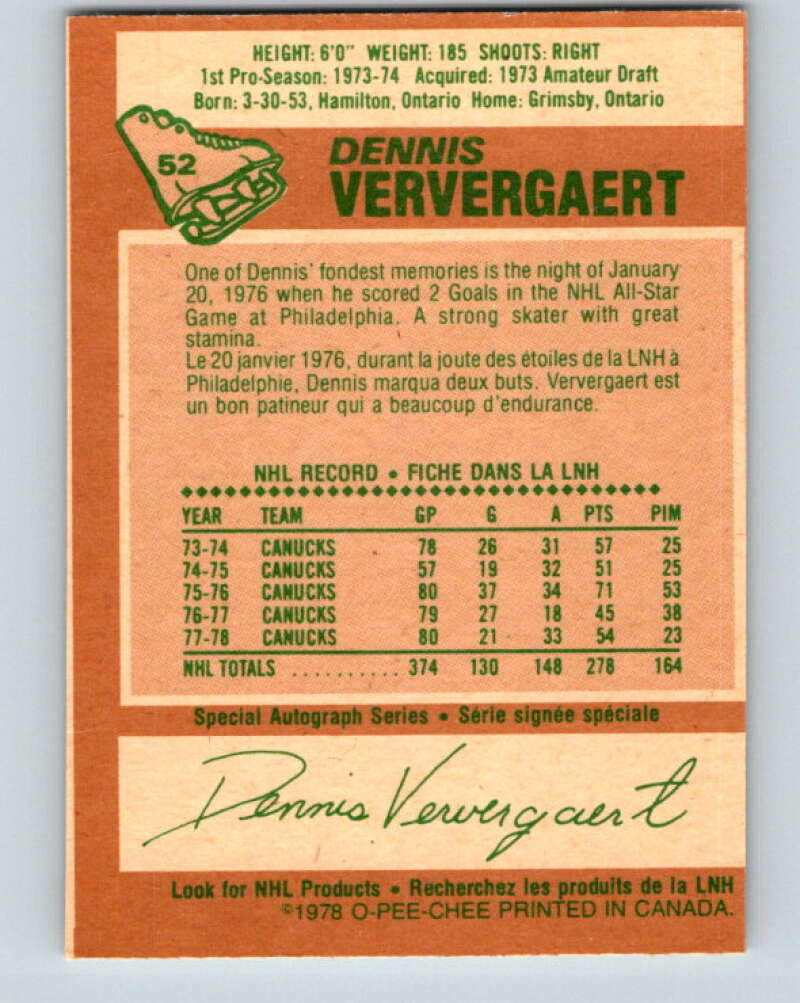 HEIGHT: 6'0" WEIGHT: 185 SHOOTS: RIGHT
1st Pro-Season: 1973-74 Acquired: 1973 Amateur Draft
Born: 3-30-53, Hamilton, Ontario Home: Grimsby, Ontario
52
DENNIS
VERVERGAERT
One of Dennis' fondest memories is the night of January
20, 1976 when he scored 2 Goals in the NHL All-Star
Game at Philadelphia. A strong skater with great
stamina.
Le 20 janvier 1976, durant la joute des étoiles de la LNH à
Philadelphie, Dennis marqua deux buts. Ververgaert est
un bon patineur qui a beaucoup d'endurance.
NHL RECORD • FICHE DANS LA LNH
YEAR TEAM GP G A PTS PIM
73-74 CANUCKS 78 26 31 57 25
74-75 CANUCKS 57 19 32 51 25
75-76 CANUCKS 80 37 34 71 53
76-77 CANUCKS 79 27 18 45 38
77-78 CANUCKS 80 21 33 54 23
NHL TOTALS .......... 374 130 148 278 164
Special Autograph Series • Série signée spéciale
Dennis Ververgaert
Look for NHL Products • Recherchez les produits de la LNH
©1978 O-PEE-CHEE PRINTED IN CANADA.